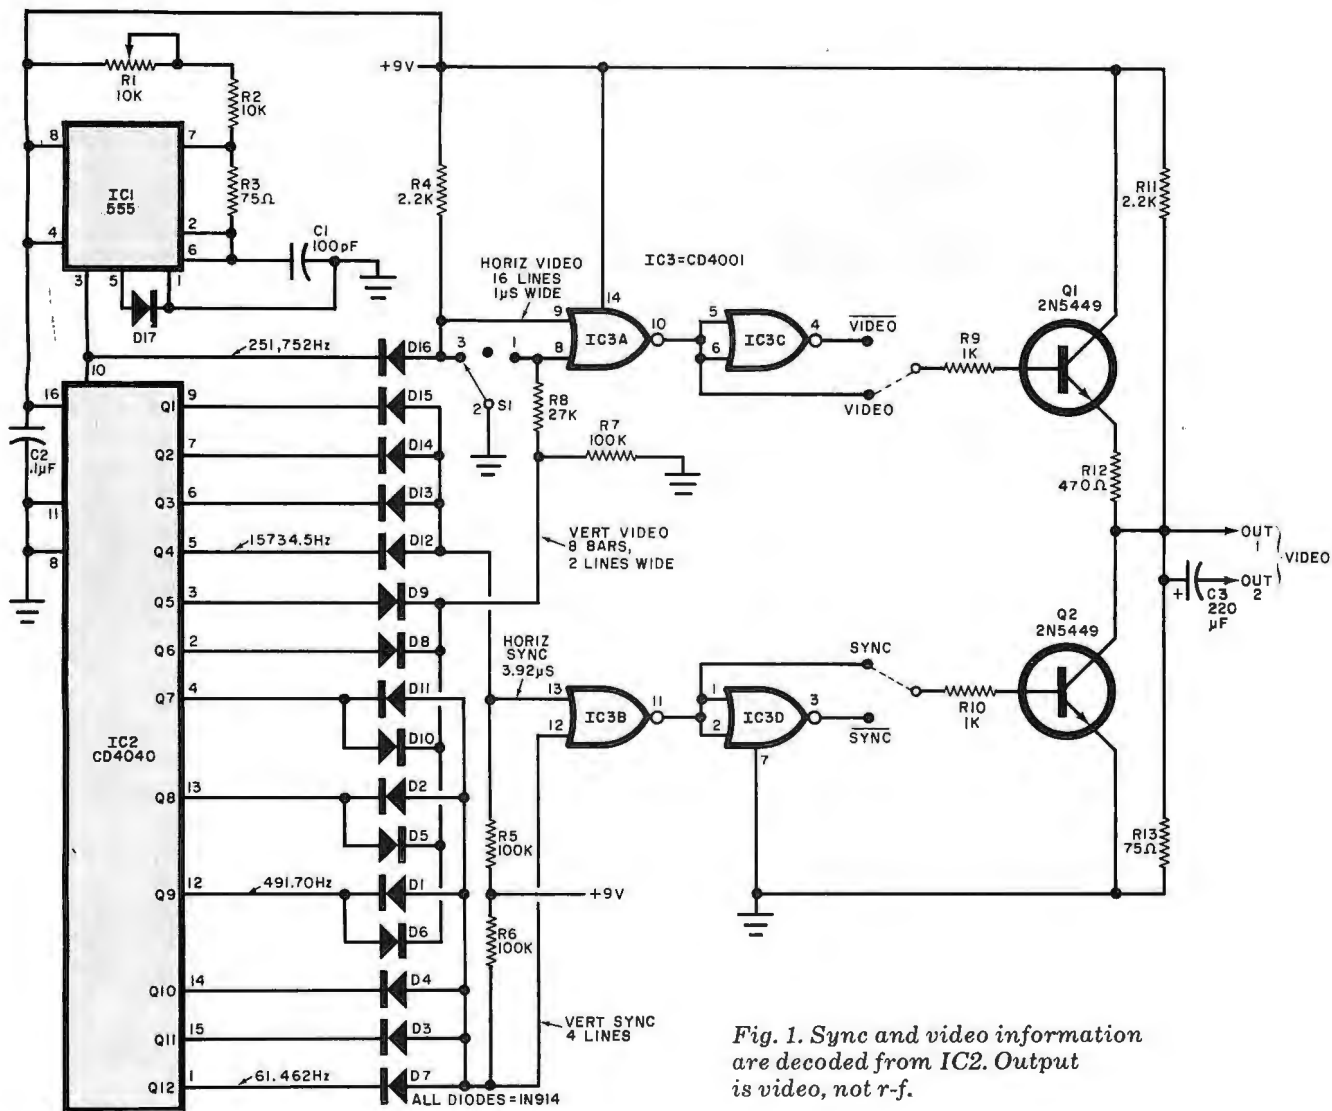 +9V
R1
10K
R2
10K
8
7
R3
75Ω
IC1
555
4
2
6
C1
100pF
3
5
1
D17
R4
2.2K
HORIZ VIDEO
16 LINES
1µS WIDE
IC3=CD4001
14
9
8
IC3A
10
5
6
IC3C
4
VIDEO
VIDEO
R9
1K
Q1
2N5449
R11
2.2K
R12
470Ω
251,752Hz
D16
3
1
2
S1
R8
27K
R7
100K
10
16
C2
.1µF
11
8
IC2
CD4040
Q1
9
D15
Q2
7
D14
Q3
6
D13
Q4
5
15734.5Hz
D12
VERT VIDEO
8 BARS,
2 LINES WIDE
Q5
3
D9
Q6
2
D8
Q7
4
D11
D10
Q8
13
D2
D5
Q9
12
491.70Hz
D1
D6
Q10
14
D4
Q11
15
D3
Q12
1
61.462Hz
D7
ALL DIODES=1N914
HORIZ
SYNC
3.92µS
13
12
IC3B
11
1
2
IC3D
3
7
SYNC
SYNC
R10
1K
Q2
2N5449
OUT
1
OUT
2
VIDEO
+
C3
220
µF
R13
75Ω
R5
100K
+9V
R6
100K
VERT SYNC
4 LINES
Fig. 1. Sync and video information
are decoded from IC2. Output
is video, not r-f.